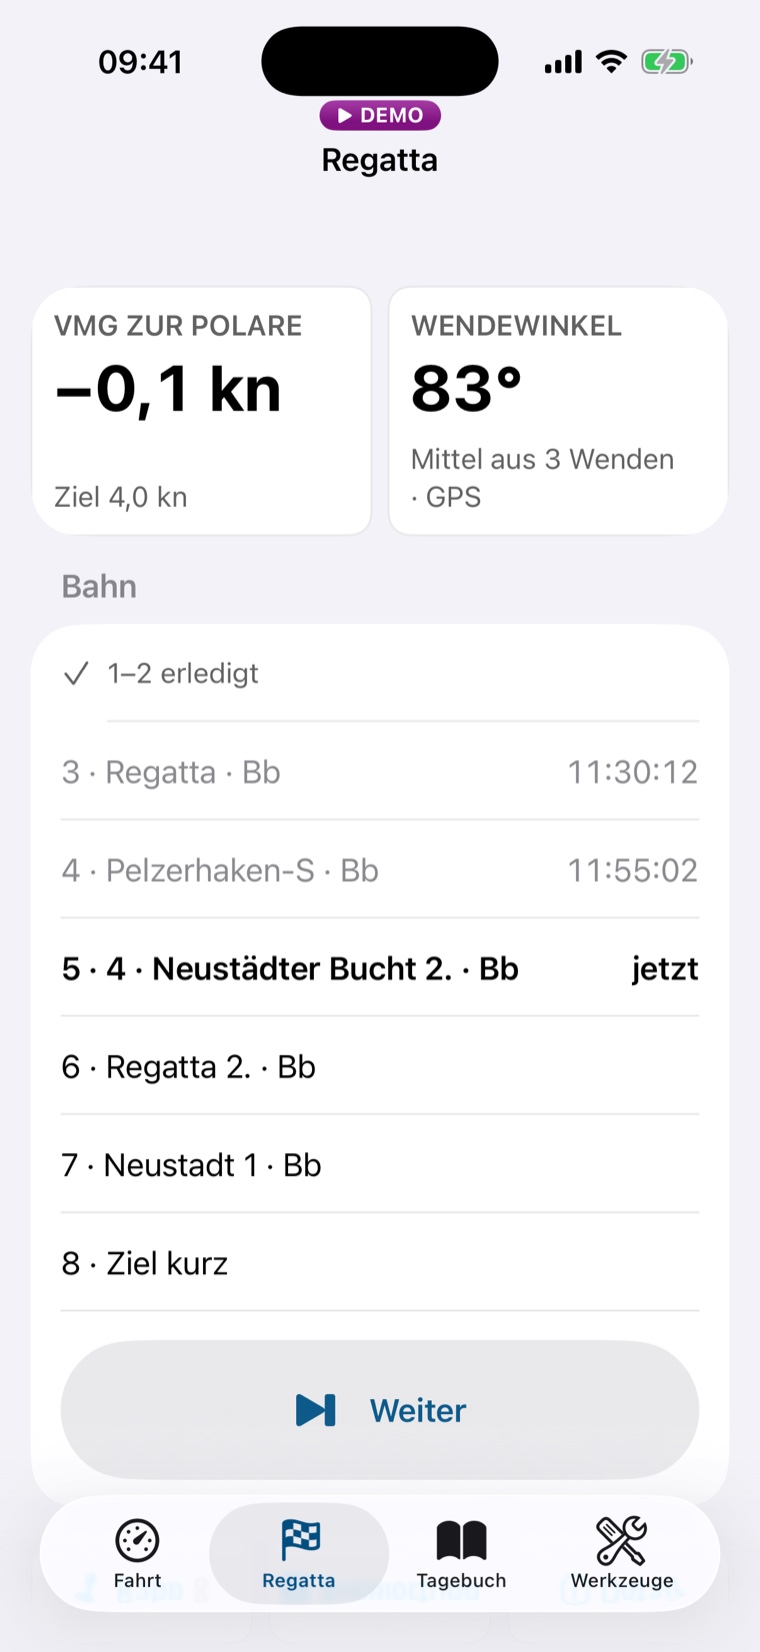 09:41
DEMO
Regatta
VMG ZUR POLARE
−0,1 kn
Ziel 4,0 kn
WENDEWINKEL
83°
Mittel aus 3 Wenden
· GPS
Bahn
1–2 erledigt
3 · Regatta · Bb 11:30:12
4 · Pelzerhaken-S · Bb 11:55:02
5 · 4 · Neustädter Bucht 2. · Bb jetzt
6 · Regatta 2. · Bb
7 · Neustadt 1 · Bb
8 · Ziel kurz
Weiter
Fahrt Regatta Tagebuch Werkzeuge